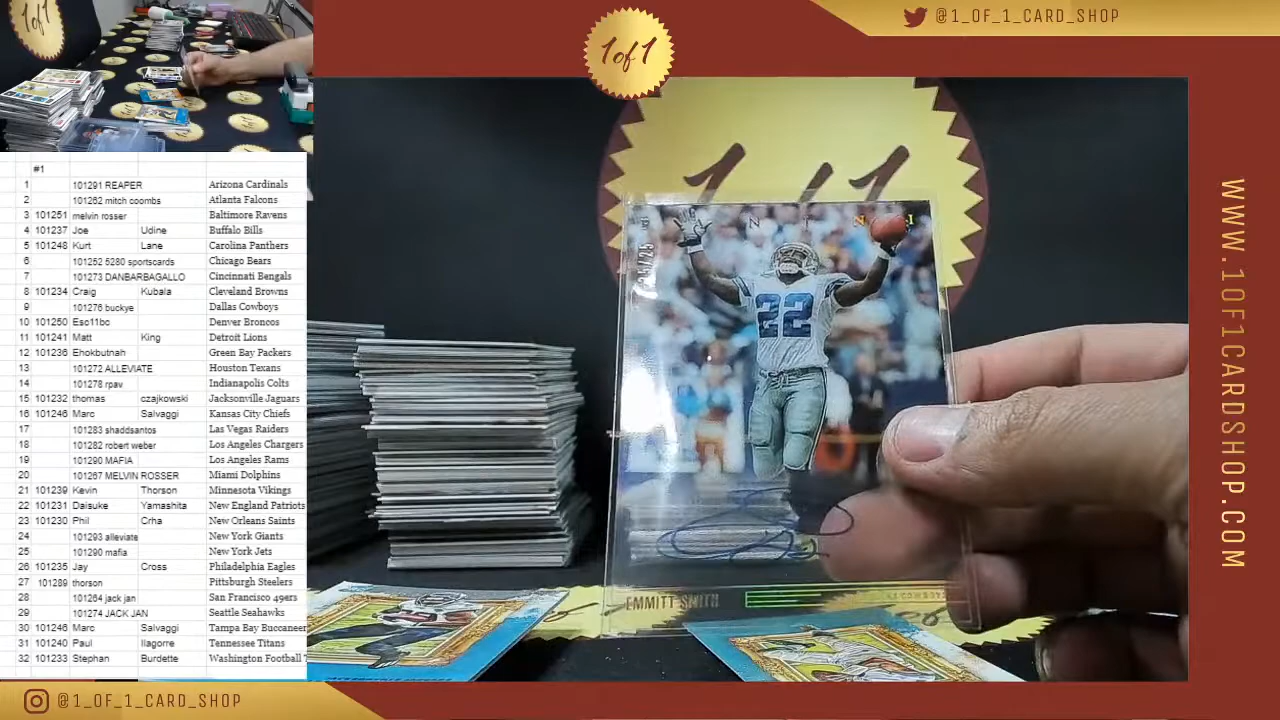 1 of 1
@1_OF_1_CARD_SHOP
1 of 1
WWW.1OF1CARDSHOP.COM
#1
1 101291 REAPER Arizona Cardinals
2 101262 mitch coombs Atlanta Falcons
3 101251 melvin rosser Baltimore Ravens
4 101237 Joe Udine Buffalo Bills
5 101248 Kurt Lane Carolina Panthers
6 101252 5280 sportscards Chicago Bears
7 101273 DANBARBAGALLO Cincinnati Bengals
8 101234 Craig Kubala Cleveland Browns
9 101276 buckye Dallas Cowboys
10 101250 Esc11bc Denver Broncos
11 101241 Matt King Detroit Lions
12 101236 Ehokbutnah Green Bay Packers
13 101272 ALLEVIATE Houston Texans
14 101278 rpav Indianapolis Colts
15 101232 thomas czajkowski Jacksonville Jaguars
16 101246 Marc Salvaggi Kansas City Chiefs
17 101283 shaddsantos Las Vegas Raiders
18 101282 robert weber Los Angeles Chargers
19 101290 MAFIA Los Angeles Rams
20 101267 MELVIN ROSSER Miami Dolphins
21 101239 Kevin Thorson Minnesota Vikings
22 101231 Daisuke Yamashita New England Patriots
23 101230 Phil Crha New Orleans Saints
24 101293 alleviate New York Giants
25 101290 mafia New York Jets
26 101235 Jay Cross Philadelphia Eagles
27 101289 thorson Pittsburgh Steelers
28 101264 jack jan San Francisco 49ers
29 101274 JACK JAN Seattle Seahawks
30 101246 Marc Salvaggi Tampa Bay Buccaneer
31 101240 Paul Ilagorre Tennessee Titans
32 101233 Stephan Burdette Washington Football
22
EMMITT SMITH
@1_OF_1_CARD_SHOP